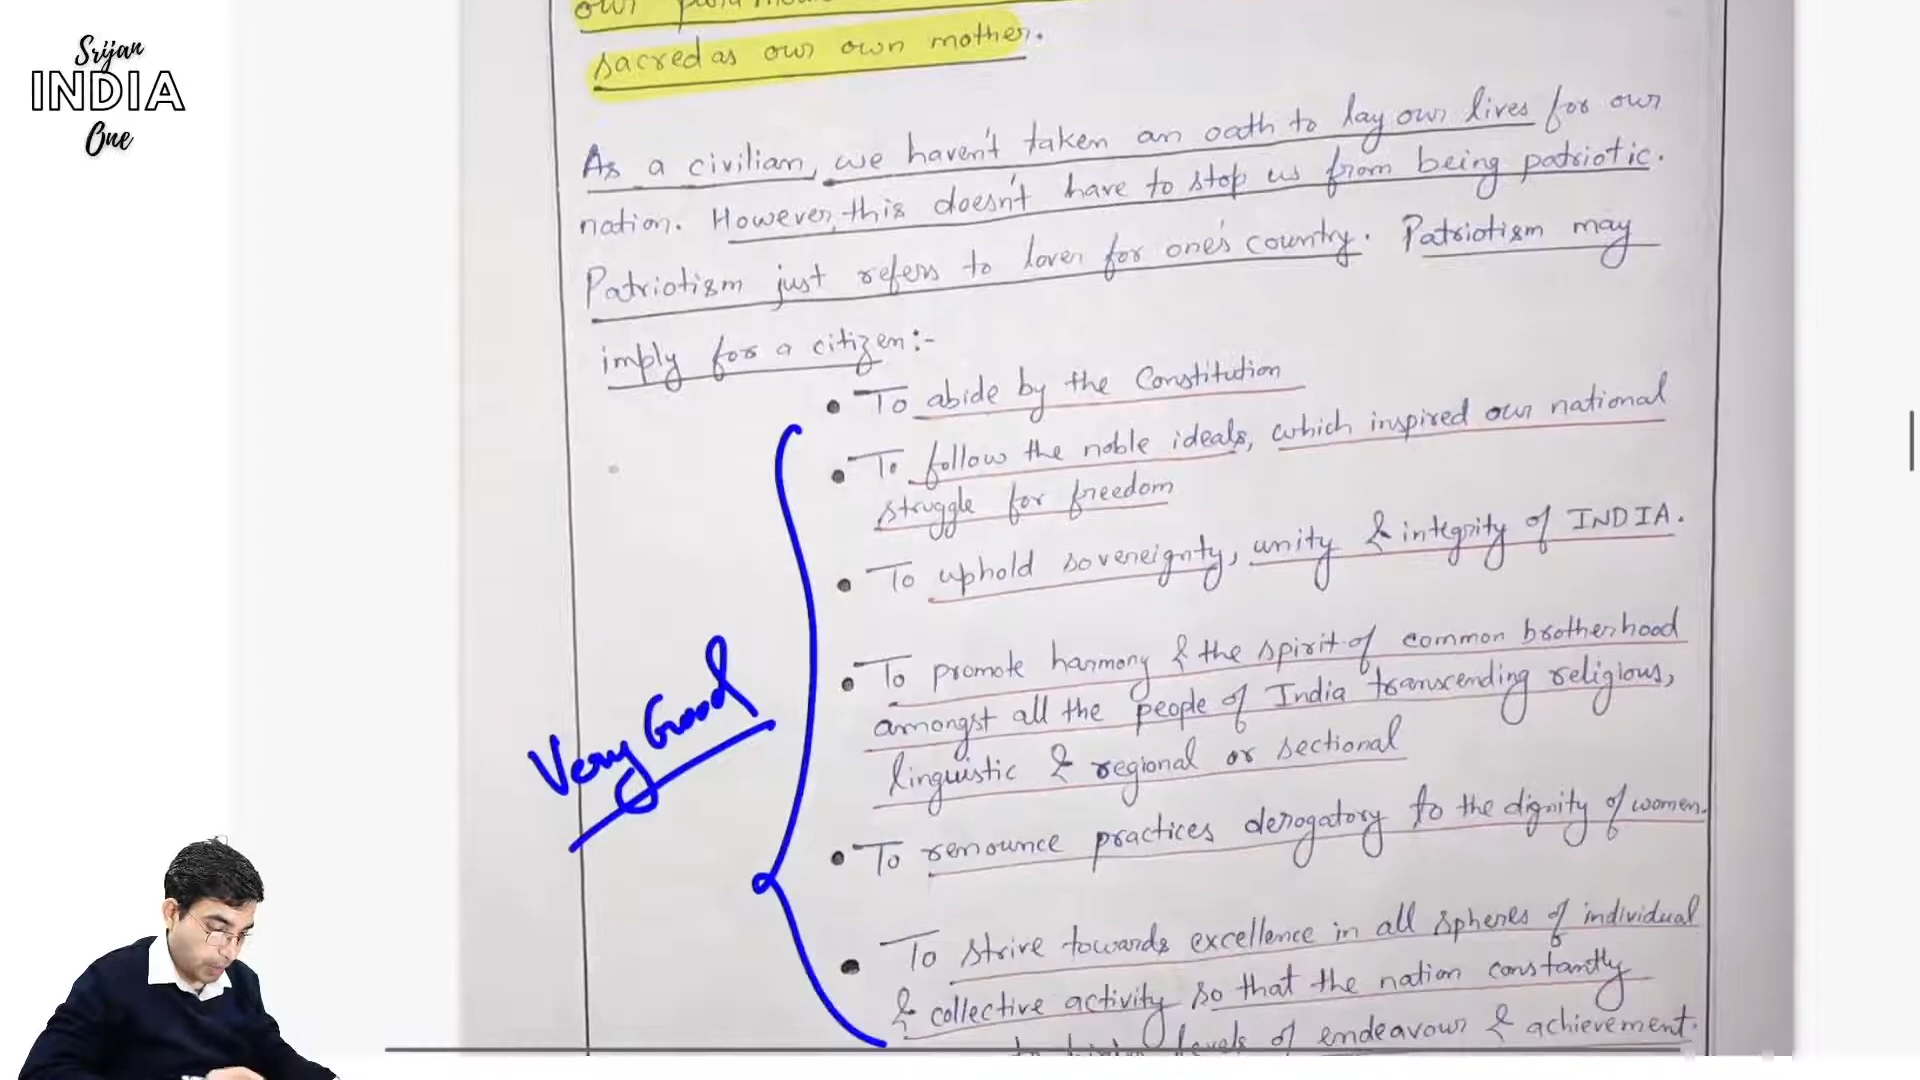 Srijan
INDIA
One
our
sacred as our own mother.
As a civilian, we haven't taken an oath to lay our lives for our
nation. However, this doesn't have to stop us from being patriotic.
Patriotism just refers to lover for one's country. Patriotism may
imply for a citizen:-
• To abide by the Constitution
• To follow the noble ideals, which inspired our national
struggle for freedom
• To uphold sovereignty, unity & integrity of INDIA.
• To promote harmony & the spirit of common brotherhood
amongst all the people of India transcending religious,
linguistic & regional or sectional
• To renounce practices derogatory to the dignity of women.
• To strive towards excellence in all spheres of individual
& collective activity so that the nation constantly
levels of endeavour & achievement.
Very Good